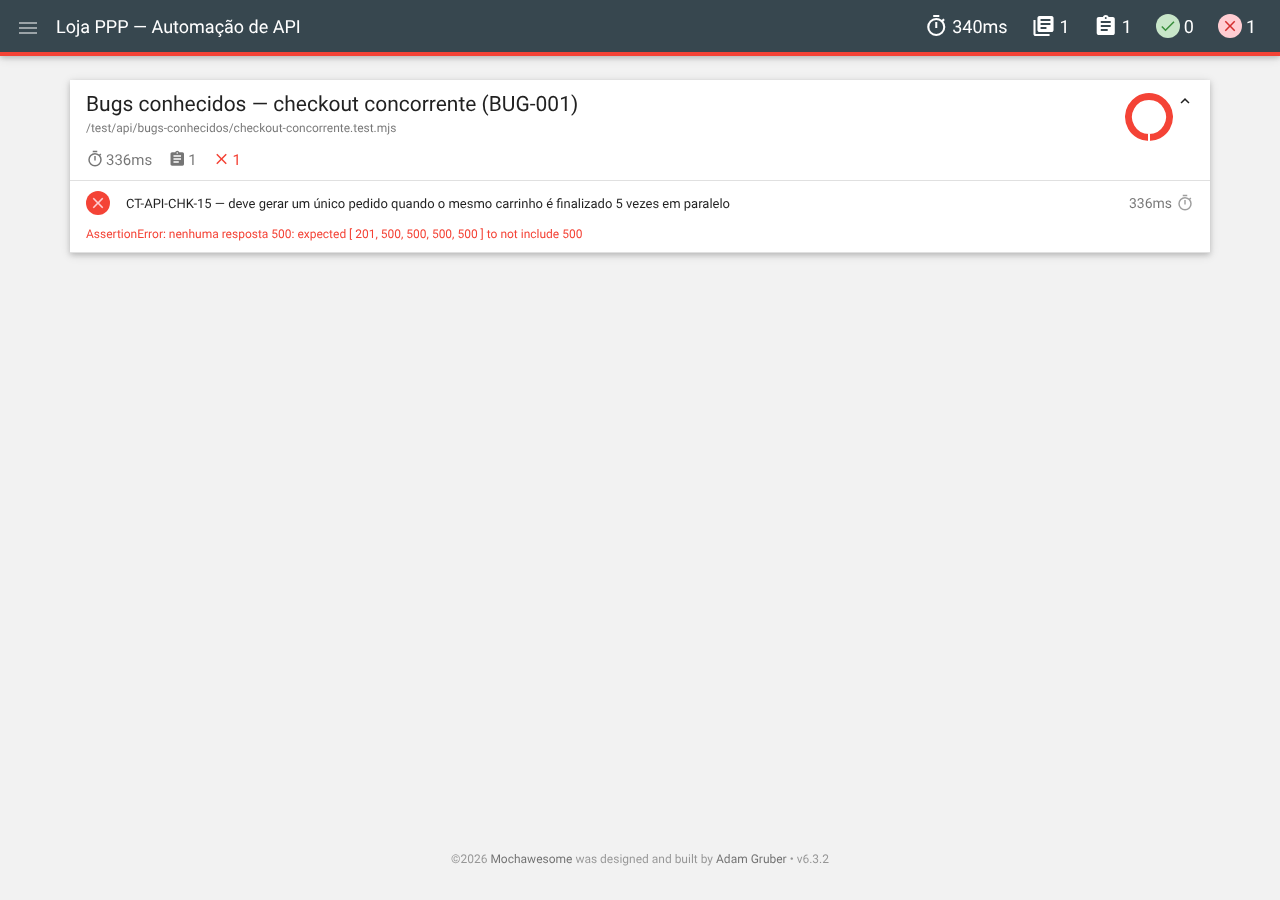 Loja PPP — Automação de API
340ms 1 1 0 1
Bugs conhecidos — checkout concorrente (BUG-001)
/test/api/bugs-conhecidos/checkout-concorrente.test.mjs
336ms 1 1
CT-API-CHK-15 — deve gerar um único pedido quando o mesmo carrinho é finalizado 5 vezes em paralelo
336ms
AssertionError: nenhuma resposta 500: expected [ 201, 500, 500, 500, 500 ] to not include 500
©2026 Mochawesome was designed and built by Adam Gruber • v6.3.2